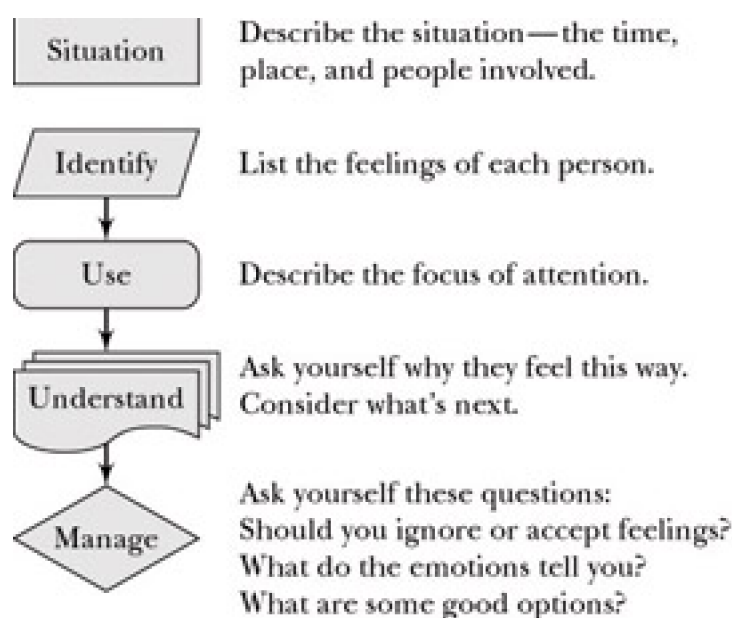 Situation
Describe the situation—the time,
place, and people involved.
Identify
List the feelings of each person.
Use
Describe the focus of attention.
Understand
Ask yourself why they feel this way.
Consider what's next.
Manage
Ask yourself these questions:
Should you ignore or accept feelings?
What do the emotions tell you?
What are some good options?